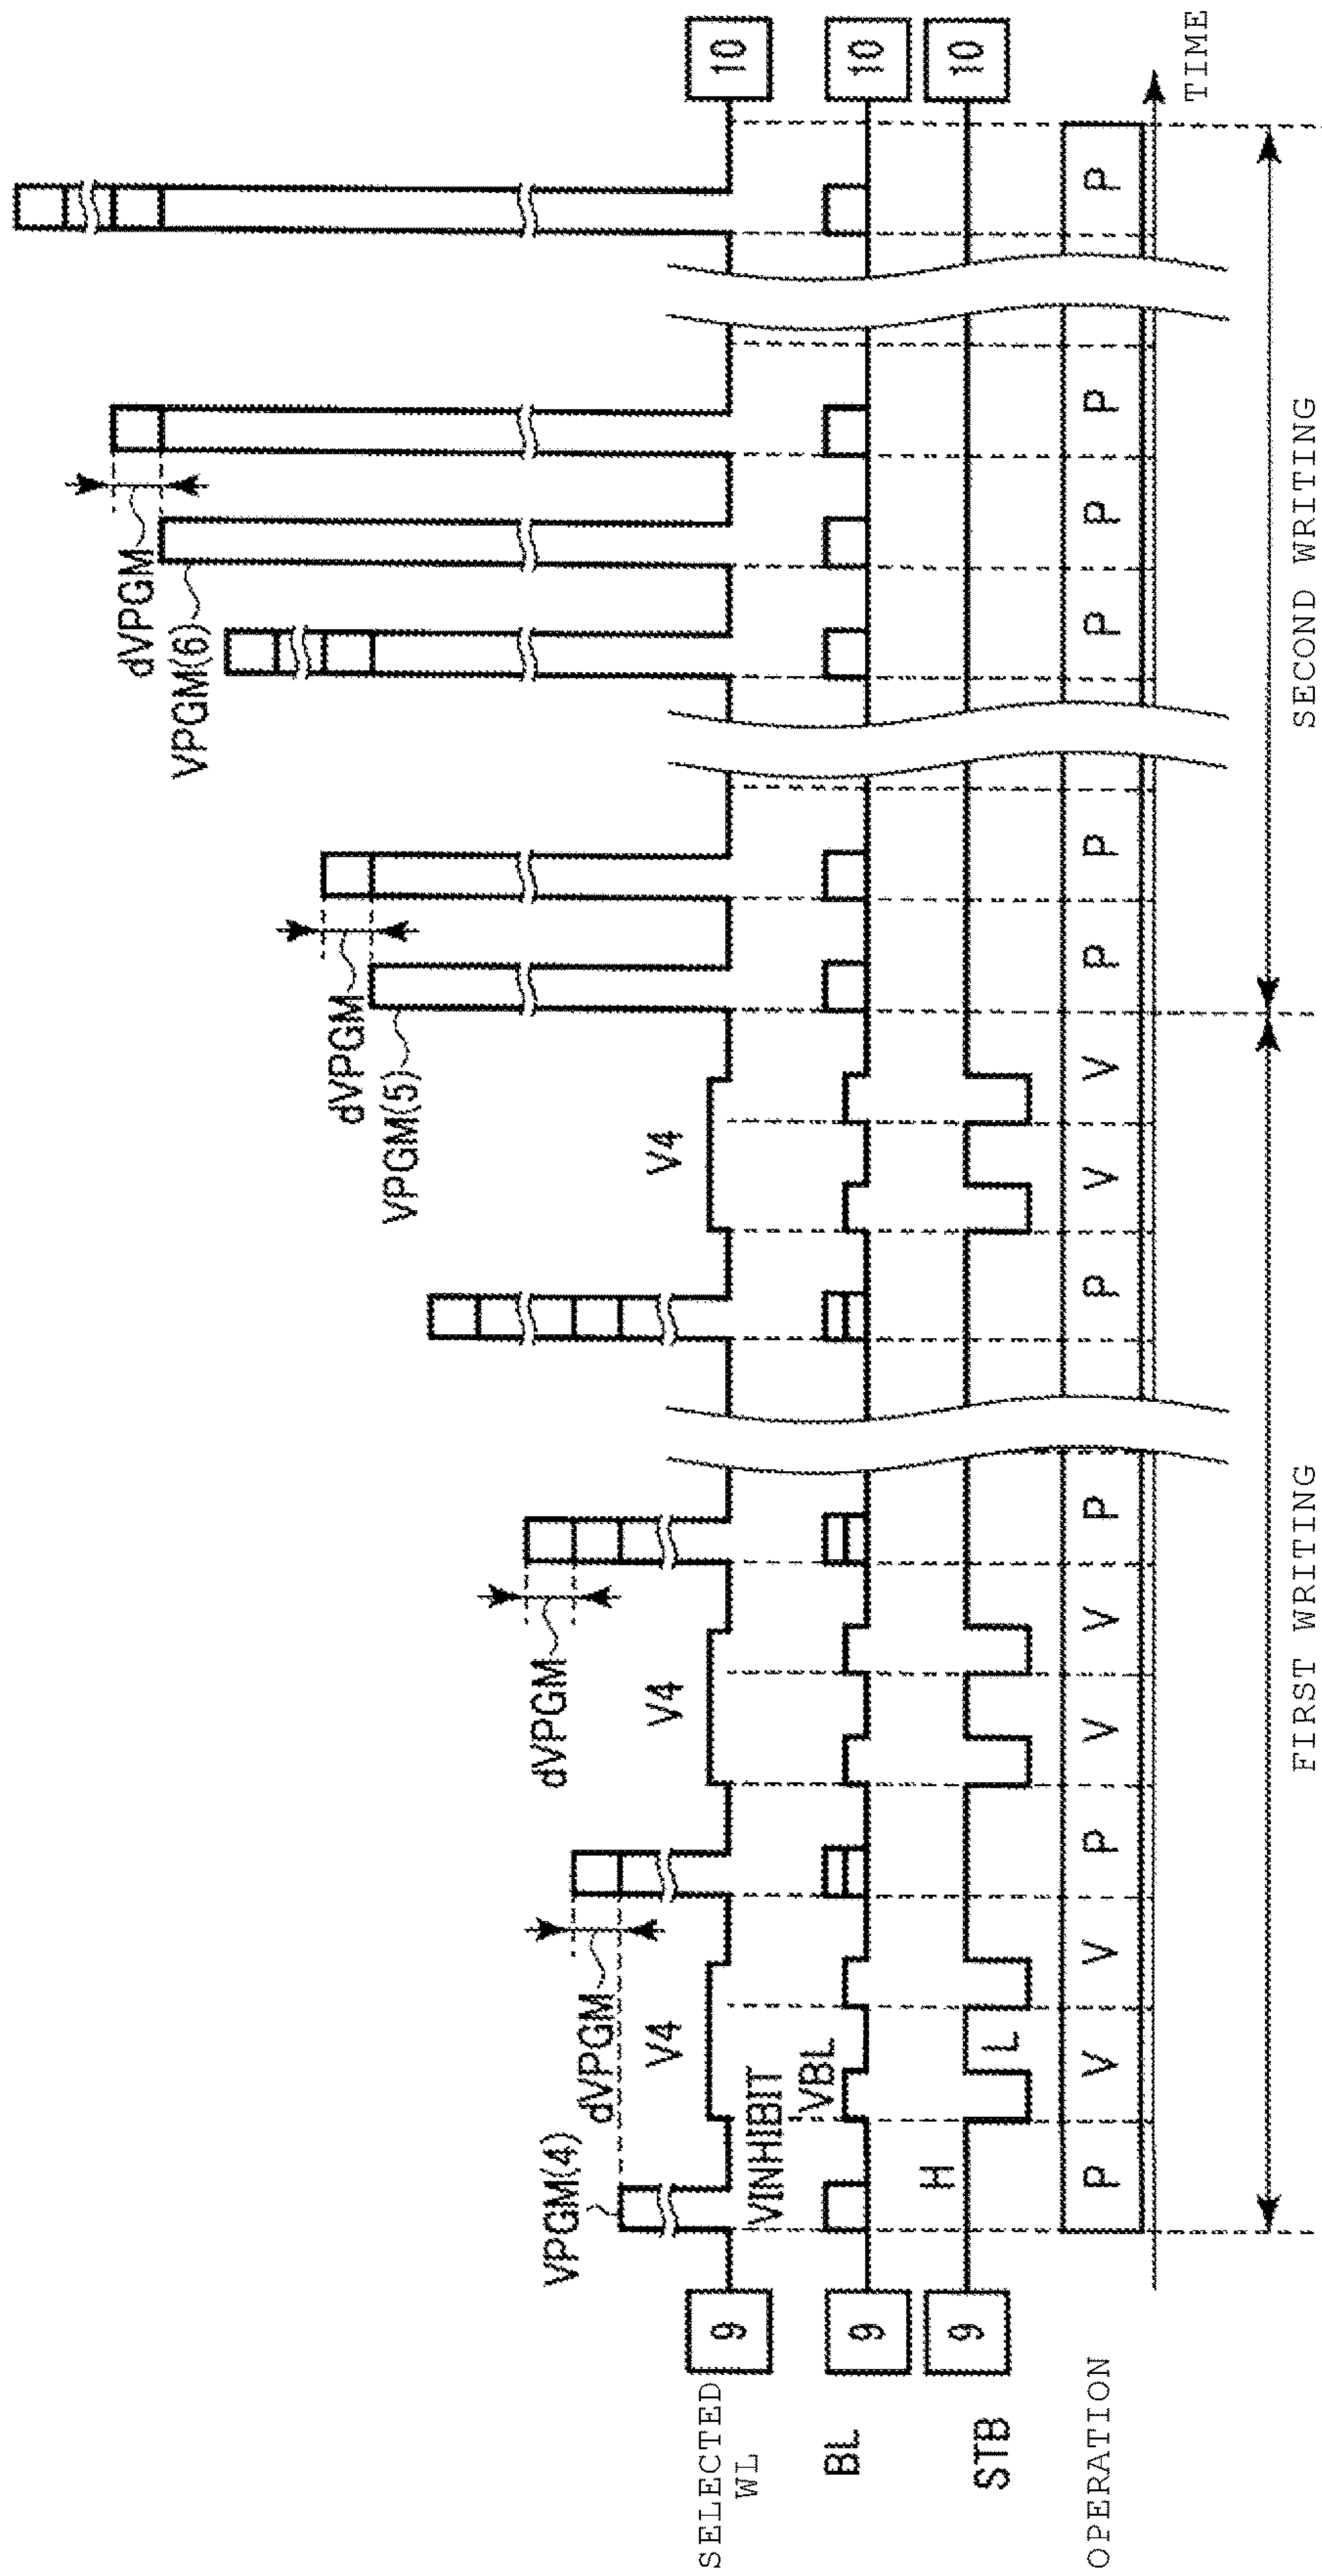 VPGM(4)
dVPGM
dVPGM
VPGM(5)
dVPGM
VPGM(6)
dVPGM
SELECTED
WL
9
V4
V4
V4
10
VINHIBIT
BL
9
VBL
10
STB
9
H
L
10
OPERATION
P V V P V V P P V V P P P P P P
TIME
FIRST WRITING
SECOND WRITING